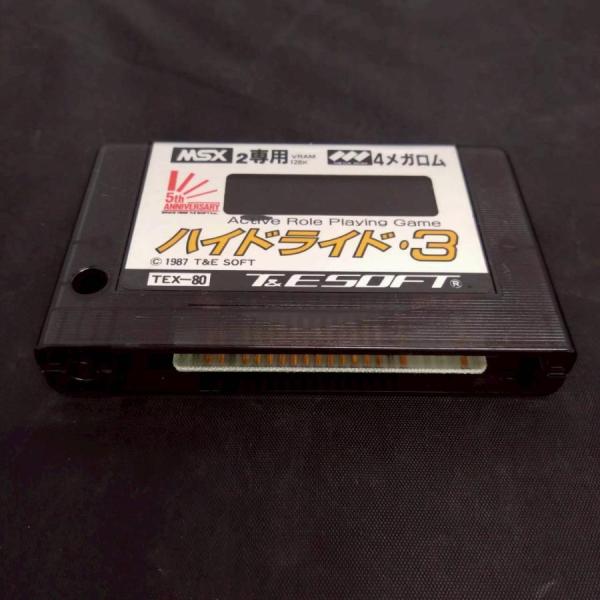 MSX 2専用 VRAM 128K 4メガロム
5th
ANNIVERSARY
Active Role Playing Game
ハイドライド・3
© 1987 T&E SOFT
TEX-80 T&ESOFT®